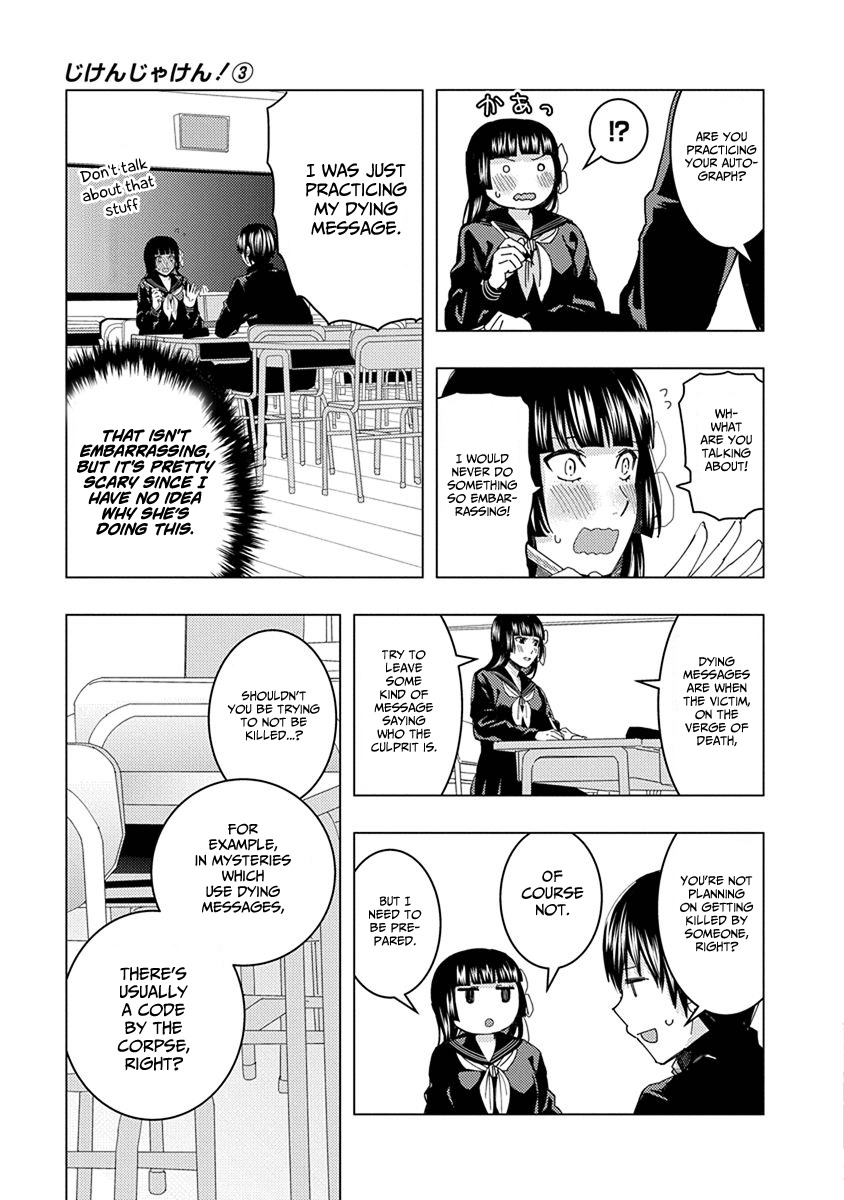 じけんじゃけん！③
ARE YOU
PRACTICING
YOUR AUTO-
GRAPH?
!?
かあっ
I WAS JUST
PRACTICING
MY DYING
MESSAGE.
Don't talk
about that
stuff
WH-
WHAT
ARE YOU
TALKING
ABOUT!
I WOULD
NEVER DO
SOMETHING
SO EMBAR-
RASSING!
THAT ISN'T
EMBARRASSING,
BUT IT'S PRETTY
SCARY SINCE I
HAVE NO IDEA
WHY SHE'S
DOING THIS.
DYING
MESSAGES
ARE WHEN
THE VICTIM,
ON THE
VERGE OF
DEATH,
TRY TO
LEAVE
SOME
KIND OF
MESSAGE
SAYING
WHO THE
CULPRIT IS.
YOU'RE NOT
PLANNING
ON GETTING
KILLED BY
SOMEONE,
RIGHT?
OF
COURSE
NOT.
BUT I
NEED TO
BE PRE-
PARED.
SHOULDN'T
YOU BE TRYING
TO NOT BE
KILLED...?
FOR
EXAMPLE,
IN MYSTERIES
WHICH
USE DYING
MESSAGES,
THERE'S
USUALLY
A CODE
BY THE
CORPSE,
RIGHT?